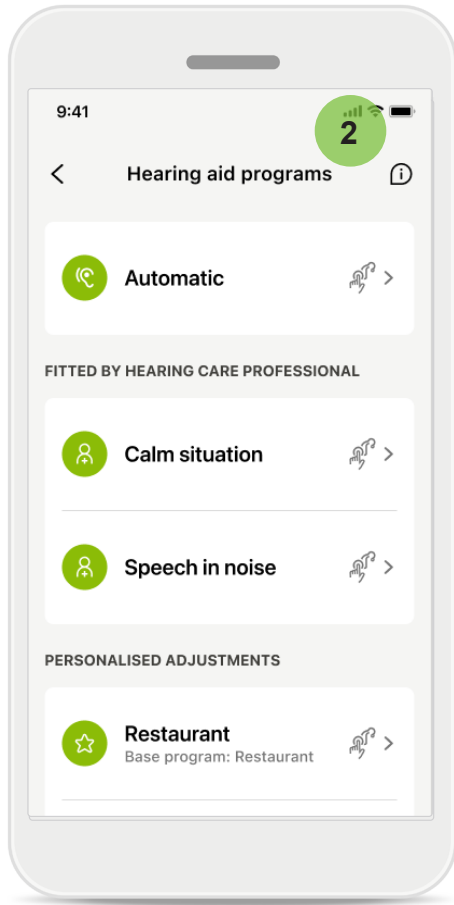 9:41
2
Hearing aid programs
Automatic
FITTED BY HEARING CARE PROFESSIONAL
Calm situation
Speech in noise
PERSONALISED ADJUSTMENTS
Restaurant
Base program: Restaurant